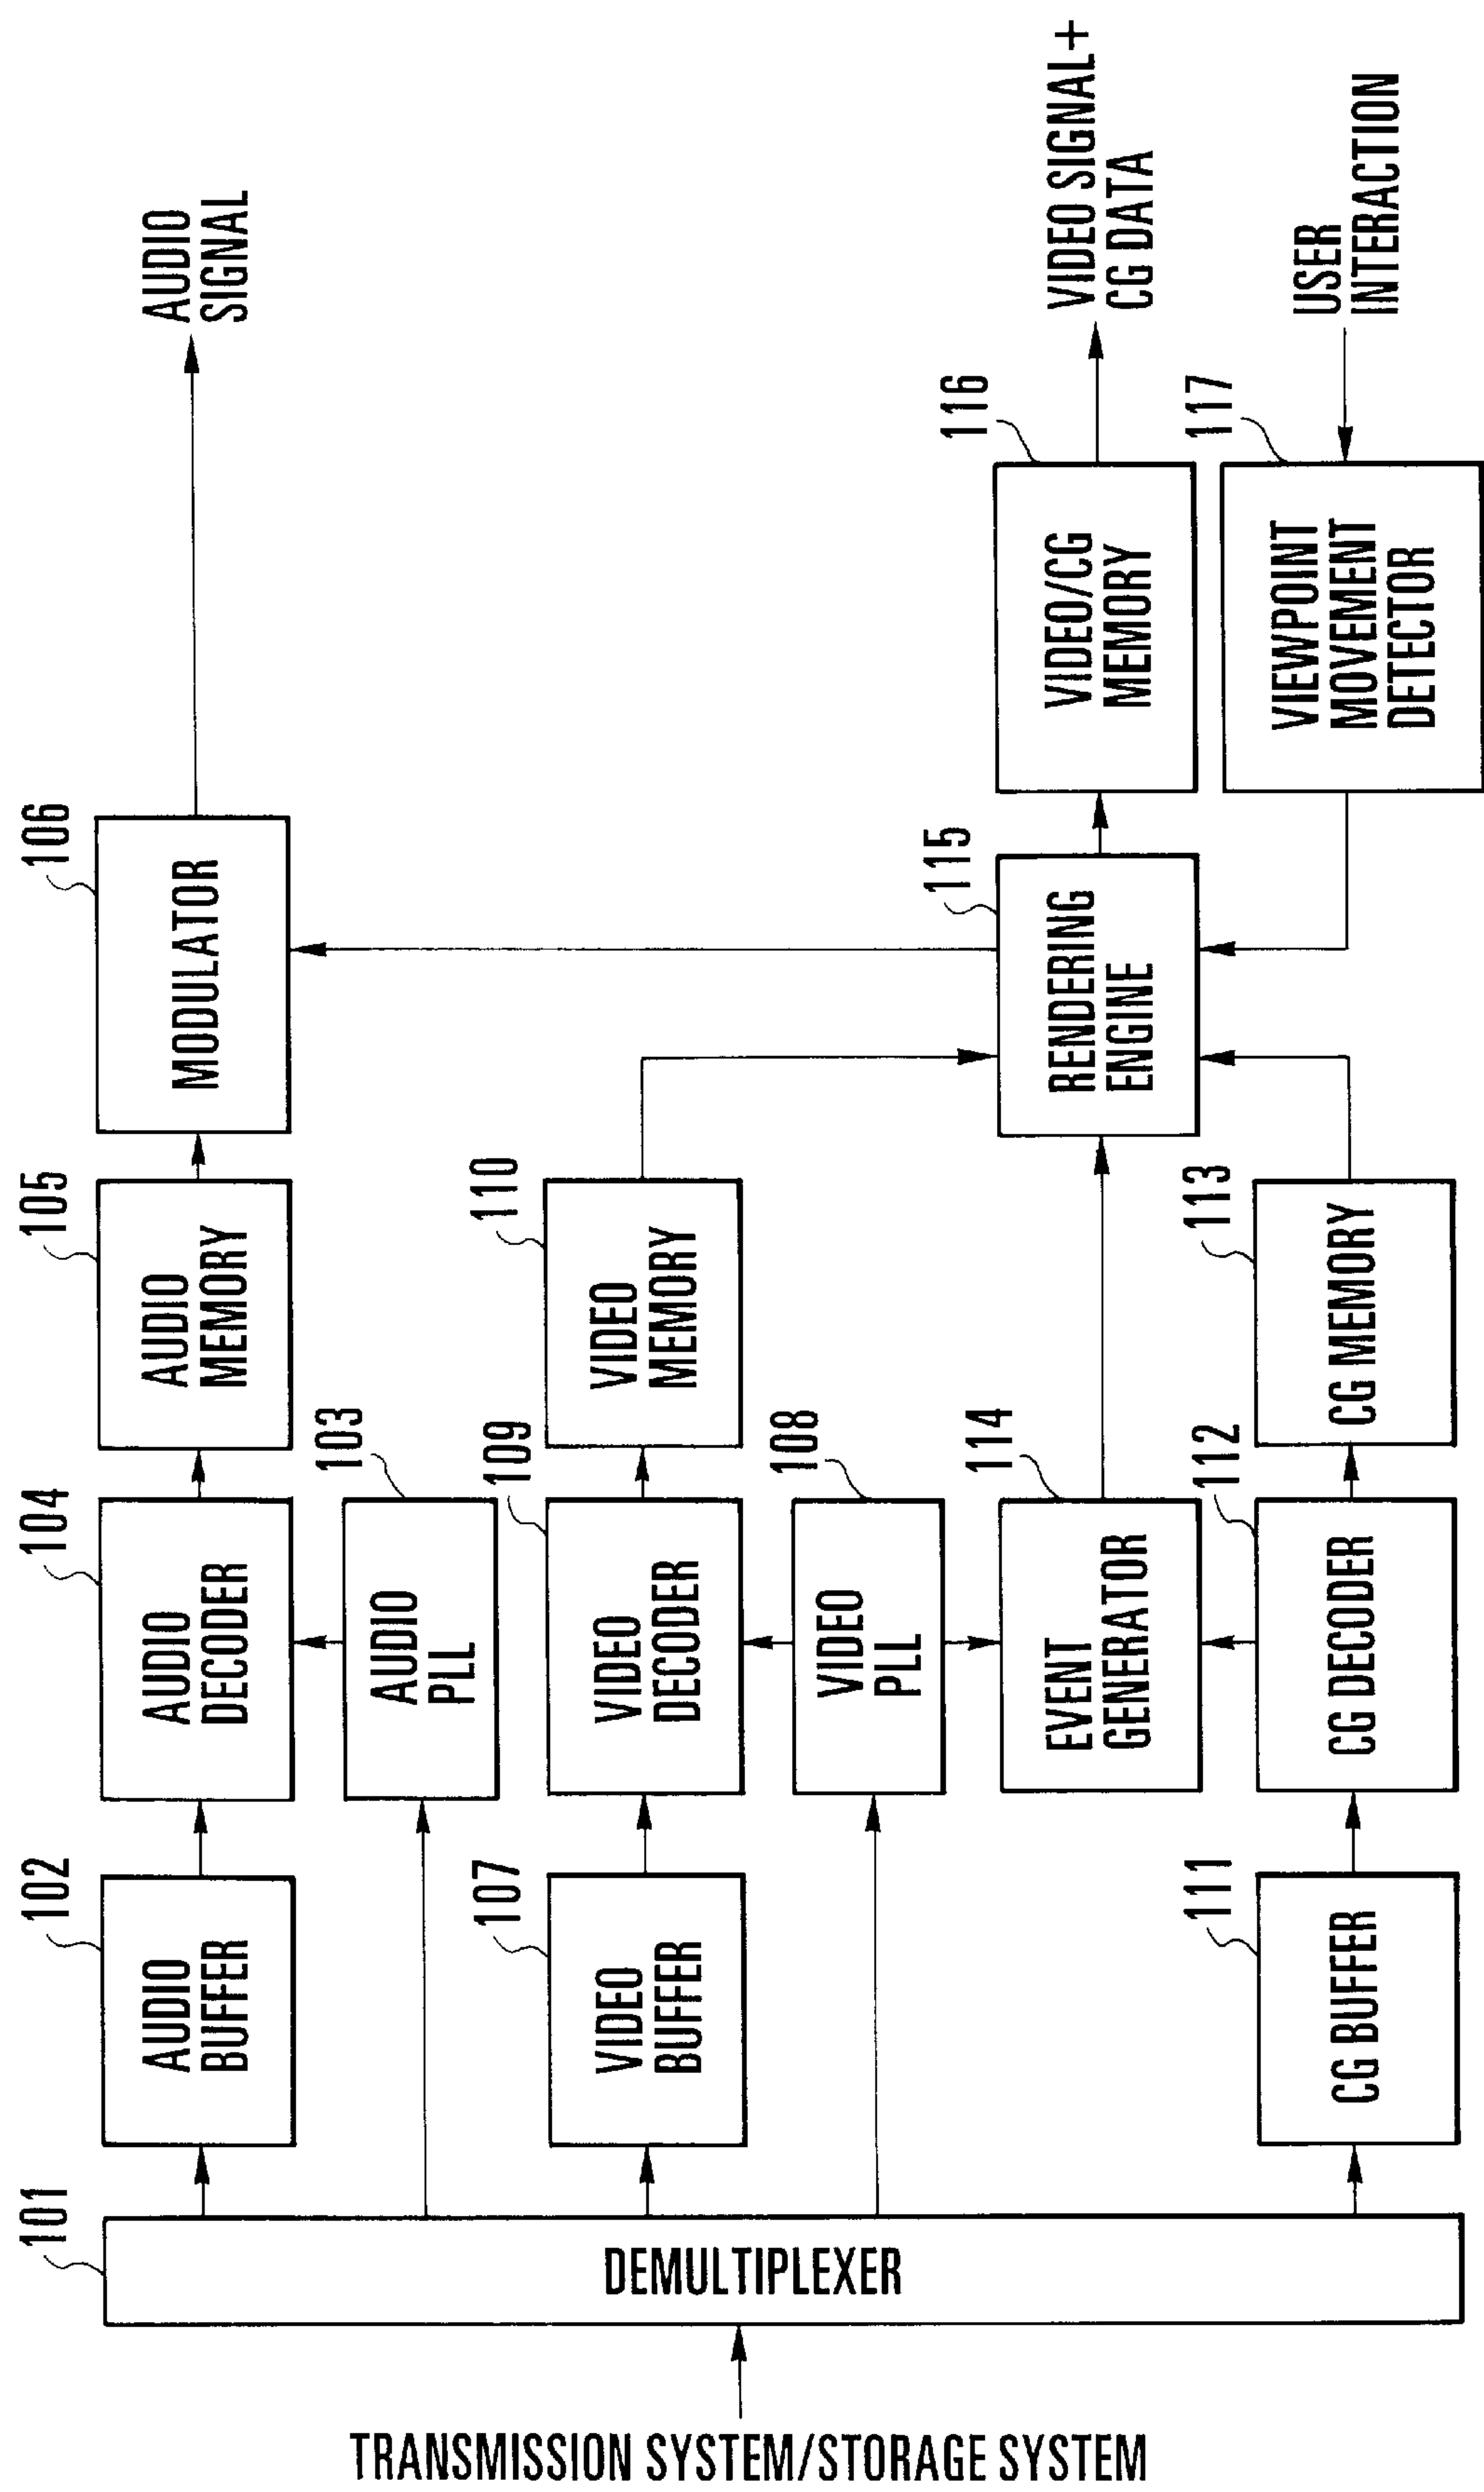 TRANSMISSION SYSTEM/STORAGE SYSTEM
101
DEMULTIPLEXER
102
AUDIO
BUFFER
104
AUDIO
DECODER
105
AUDIO
MEMORY
106
MODULATOR
AUDIO
SIGNAL
103
AUDIO
PLL
107
VIDEO
BUFFER
109
VIDEO
DECODER
110
VIDEO
MEMORY
108
VIDEO
PLL
114
EVENT
GENERATOR
115
RENDERING
ENGINE
116
VIDEO/CG
MEMORY
VIDEO SIGNAL+
CG DATA
111
CG BUFFER
112
CG DECODER
113
CG MEMORY
117
VIEWPOINT
MOVEMENT
DETECTOR
USER
INTERACTION